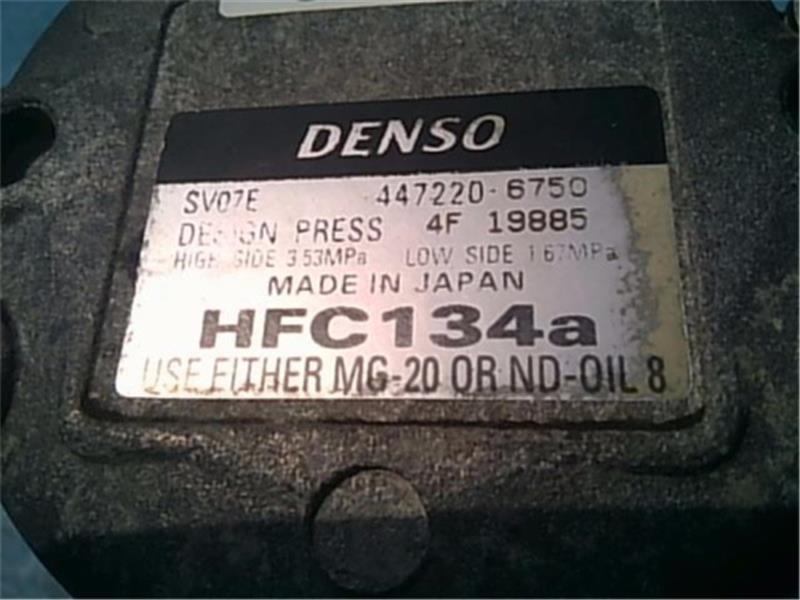 DENSO
SV07E 447220-6750
DESIGN PRESS 4F 19885
HIGH SIDE 3.53MPa LOW SIDE 1.67MPa
MADE IN JAPAN
HFC134a
USE EITHER MG-20 OR ND-OIL 8